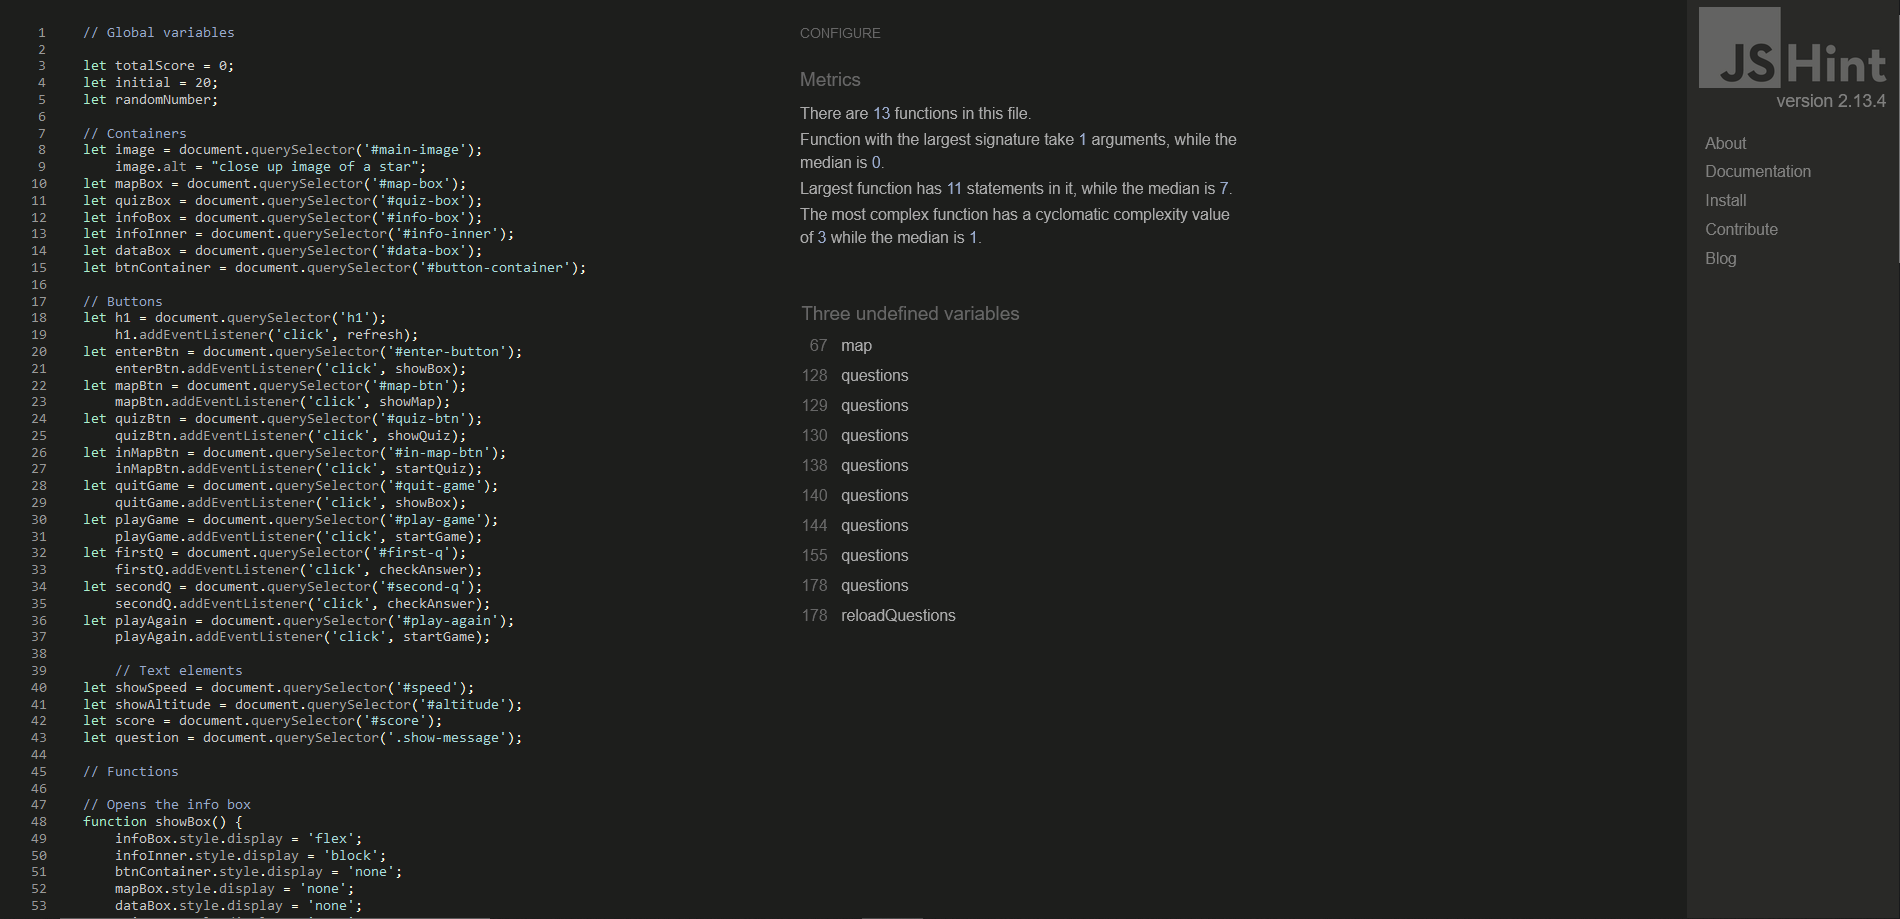 1 // Global variables
2
3 let totalScore = 0;
4 let initial = 20;
5 let randomNumber;
6
7 // Containers
8 let image = document.querySelector('#main-image');
9 image.alt = "close up image of a star";
10 let mapBox = document.querySelector('#map-box');
11 let quizBox = document.querySelector('#quiz-box');
12 let infoBox = document.querySelector('#info-box');
13 let infoInner = document.querySelector('#info-inner');
14 let dataBox = document.querySelector('#data-box');
15 let btnContainer = document.querySelector('#button-container');
16
17 // Buttons
18 let h1 = document.querySelector('h1');
19 h1.addEventListener('click', refresh);
20 let enterBtn = document.querySelector('#enter-button');
21 enterBtn.addEventListener('click', showBox);
22 let mapBtn = document.querySelector('#map-btn');
23 mapBtn.addEventListener('click', showMap);
24 let quizBtn = document.querySelector('#quiz-btn');
25 quizBtn.addEventListener('click', showQuiz);
26 let inMapBtn = document.querySelector('#in-map-btn');
27 inMapBtn.addEventListener('click', startQuiz);
28 let quitGame = document.querySelector('#quit-game');
29 quitGame.addEventListener('click', showBox);
30 let playGame = document.querySelector('#play-game');
31 playGame.addEventListener('click', startGame);
32 let firstQ = document.querySelector('#first-q');
33 firstQ.addEventListener('click', checkAnswer);
34 let secondQ = document.querySelector('#second-q');
35 secondQ.addEventListener('click', checkAnswer);
36 let playAgain = document.querySelector('#play-again');
37 playAgain.addEventListener('click', startGame);
38
39 // Text elements
40 let showSpeed = document.querySelector('#speed');
41 let showAltitude = document.querySelector('#altitude');
42 let score = document.querySelector('#score');
43 let question = document.querySelector('.show-message');
44
45 // Functions
46
47 // Opens the info box
48 function showBox() {
49 infoBox.style.display = 'flex';
50 infoInner.style.display = 'block';
51 btnContainer.style.display = 'none';
52 mapBox.style.display = 'none';
53 dataBox.style.display = 'none';
CONFIGURE
Metrics
There are 13 functions in this file.
Function with the largest signature take 1 arguments, while the
median is 0.
Largest function has 11 statements in it, while the median is 7.
The most complex function has a cyclomatic complexity value
of 3 while the median is 1.
Three undefined variables
67 map
128 questions
129 questions
130 questions
138 questions
140 questions
144 questions
155 questions
178 questions
178 reloadQuestions
JSHint
version 2.13.4
About
Documentation
Install
Contribute
Blog